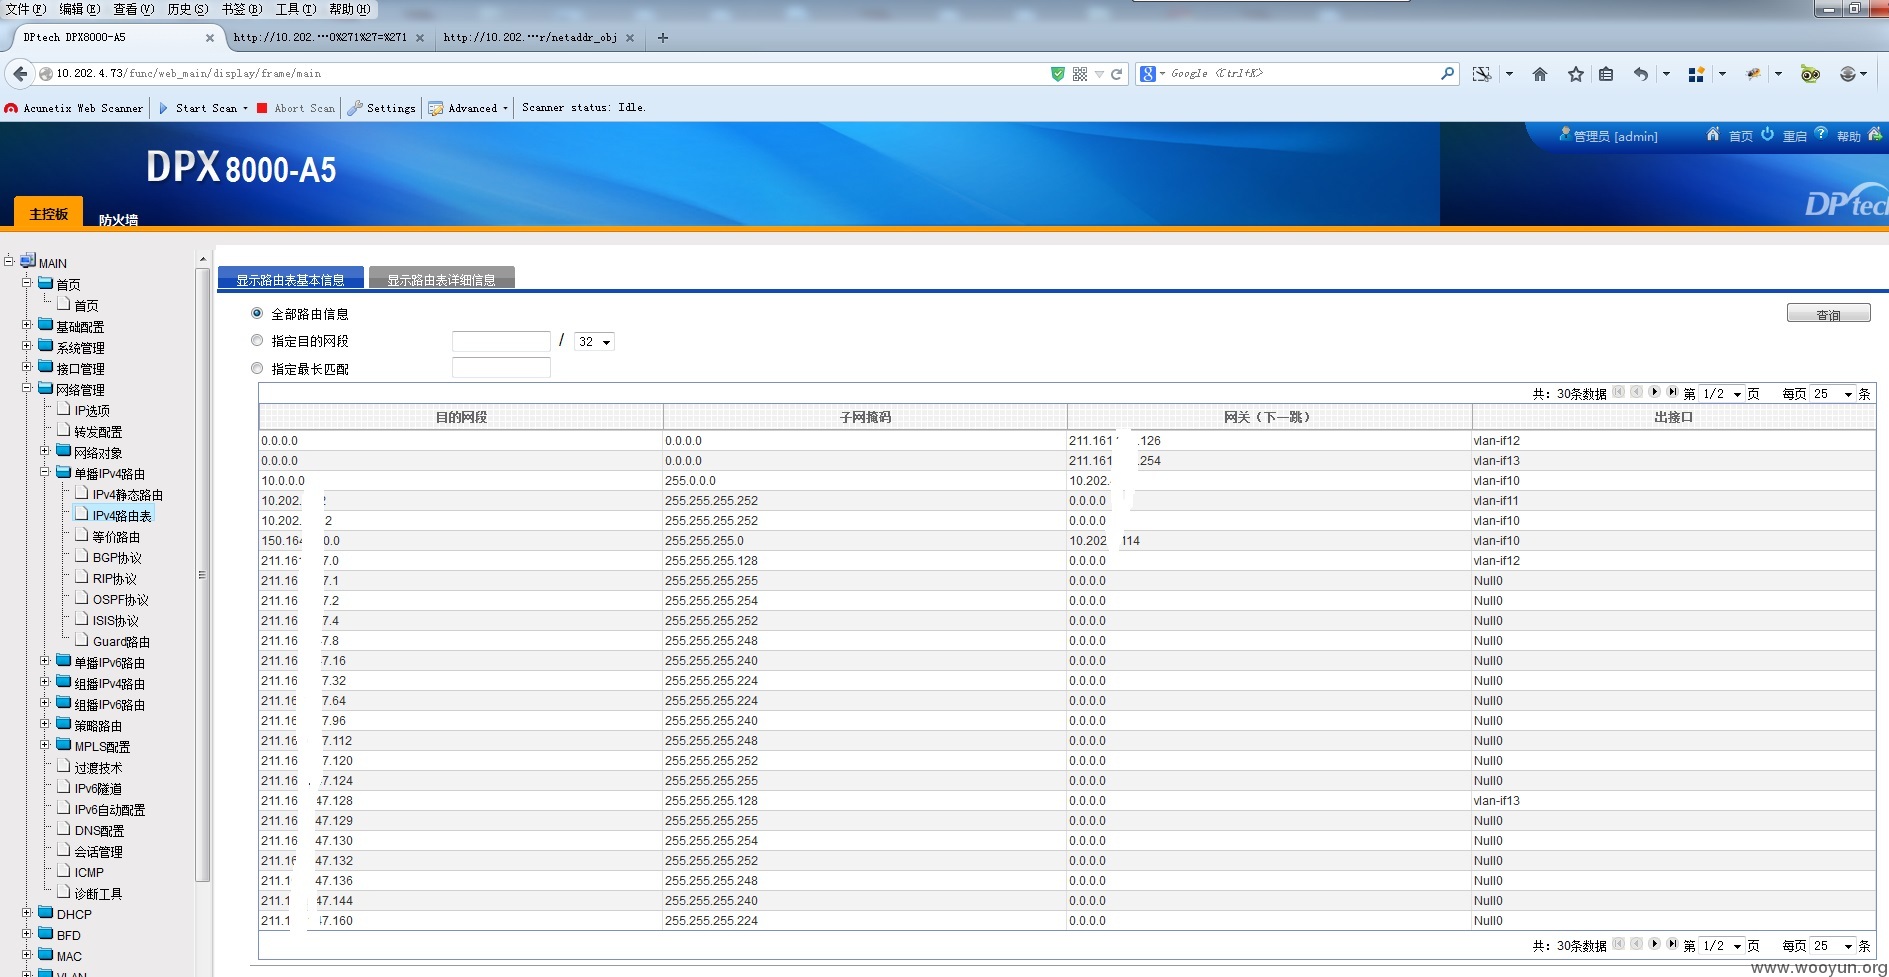 文件(F) 编辑(E) 查看(V) 历史(S) 书签(B) 工具(T) 帮助(H)
DPtech DPX8000-A5 × http://10.202.···0%271%27=%271 × http://10.202.···r/netaddr_obj × +
10.202.4.73/func/web_main/display/frame/main Google <Ctrl+K>
Acunetix Web Scanner Start Scan Abort Scan Settings Advanced Scanner status: Idle.
管理员 [admin] 首页 重启 帮助
DPX 8000-A5
DPtec
主控板 防火墙
MAIN
首页
首页
基础配置
系统管理
接口管理
网络管理
IP选项
转发配置
网络对象
单播IPv4路由
IPv4静态路由
IPv4路由表
等价路由
BGP协议
RIP协议
OSPF协议
ISIS协议
Guard路由
单播IPv6路由
组播IPv4路由
组播IPv6路由
策略路由
MPLS配置
过渡技术
IPv6隧道
IPv6自动配置
DNS配置
会话管理
ICMP
诊断工具
DHCP
BFD
MAC
VLAN
显示路由表基本信息 显示路由表详细信息
全部路由信息 查询
指定目的网段 / 32
指定最长匹配
共: 30条数据 第 1/2 页 每页 25 条
目的网段 子网掩码 网关（下一跳） 出接口
0.0.0.0 0.0.0.0 211.161 .126 vlan-if12
0.0.0.0 0.0.0.0 211.161 .254 vlan-if13
10.0.0.0 255.0.0.0 10.202. vlan-if10
10.202. 2 255.255.255.252 0.0.0.0 vlan-if11
10.202. 2 255.255.255.252 0.0.0.0 vlan-if10
150.164 0.0 255.255.255.0 10.202 114 vlan-if10
211.16 7.0 255.255.255.128 0.0.0.0 vlan-if12
211.16 7.1 255.255.255.255 0.0.0.0 Null0
211.16 7.2 255.255.255.254 0.0.0.0 Null0
211.16 7.4 255.255.255.252 0.0.0.0 Null0
211.16 7.8 255.255.255.248 0.0.0.0 Null0
211.16 47.16 255.255.255.240 0.0.0.0 Null0
211.16 7.32 255.255.255.224 0.0.0.0 Null0
211.16 7.64 255.255.255.224 0.0.0.0 Null0
211.16 7.96 255.255.255.240 0.0.0.0 Null0
211.16 7.112 255.255.255.248 0.0.0.0 Null0
211.16 7.120 255.255.255.252 0.0.0.0 Null0
211.16 7.124 255.255.255.255 0.0.0.0 Null0
211.16 47.128 255.255.255.128 0.0.0.0 vlan-if13
211.16 47.129 255.255.255.255 0.0.0.0 Null0
211.16 47.130 255.255.255.254 0.0.0.0 Null0
211.16 47.132 255.255.255.252 0.0.0.0 Null0
211.1 47.136 255.255.255.248 0.0.0.0 Null0
211.1 47.144 255.255.255.240 0.0.0.0 Null0
211.1 47.160 255.255.255.224 0.0.0.0 Null0
共: 30条数据 第 1/2 页 每页 25 条
www.wooyun.org